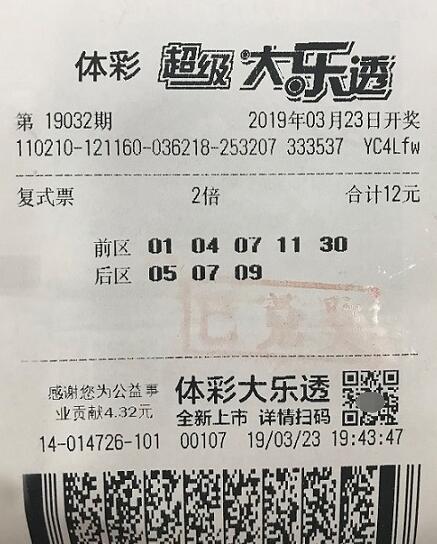 体彩 超级大乐透
第 19032期 2019年03月23日开奖
110210-121160-036218-253207 333537 YC4Lfw
复式票 2倍 合计12元
前区 01 04 07 11 30
后区 05 07 09
已兑奖
感谢您为公益事
业贡献4.32元
体彩大乐透
全新上市 详情扫码
14-014726-101 00107 19/03/23 19:43:47